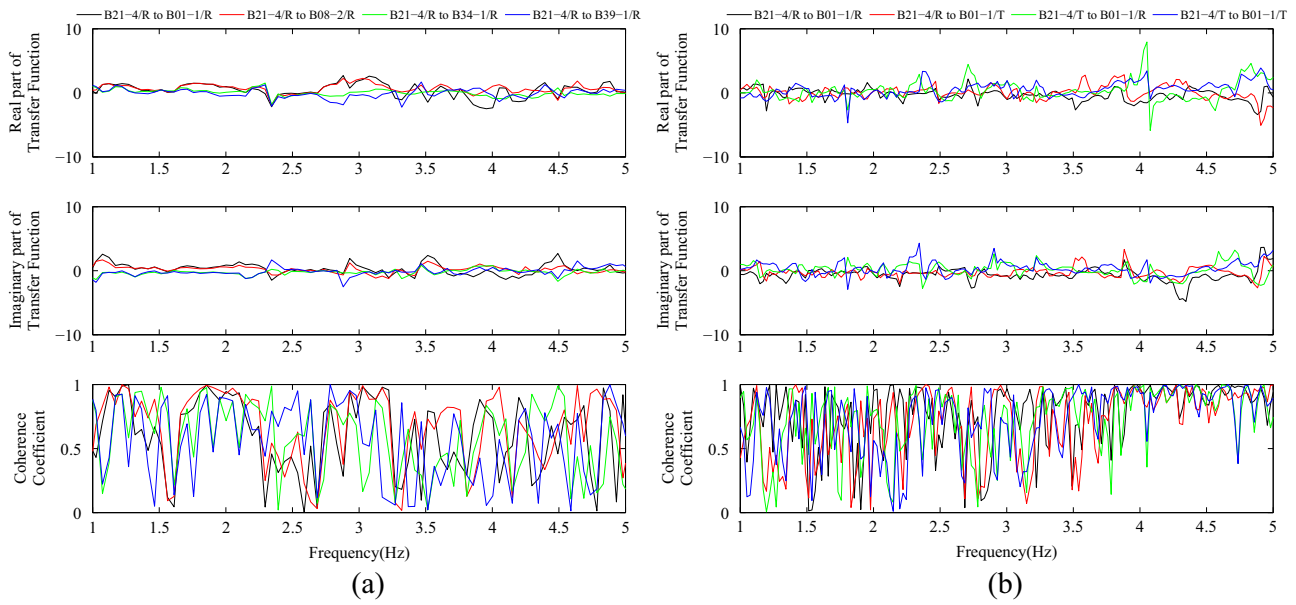 B21−4/R to B01−1/R B21−4/R to B08−2/R B21−4/R to B34−1/R B21−4/R to B39−1/R
10
0
−10
Real part of
Transfer Function
1 1.5 2 2.5 3 3.5 4 4.5 5
10
0
−10
Imaginary part of
Transfer Function
1 1.5 2 2.5 3 3.5 4 4.5 5
1
0.5
0
Coherence
Coefficient
1 1.5 2 2.5 3 3.5 4 4.5 5
Frequency(Hz)
(a)
B21−4/R to B01−1/R B21−4/R to B01−1/T B21−4/T to B01−1/R B21−4/T to B01−1/T
10
0
−10
Real part of
Transfer Function
1 1.5 2 2.5 3 3.5 4 4.5 5
10
0
−10
Imaginary part of
Transfer Function
1 1.5 2 2.5 3 3.5 4 4.5 5
1
0.5
0
Coherence
Coefficient
1 1.5 2 2.5 3 3.5 4 4.5 5
Frequency(Hz)
(b)